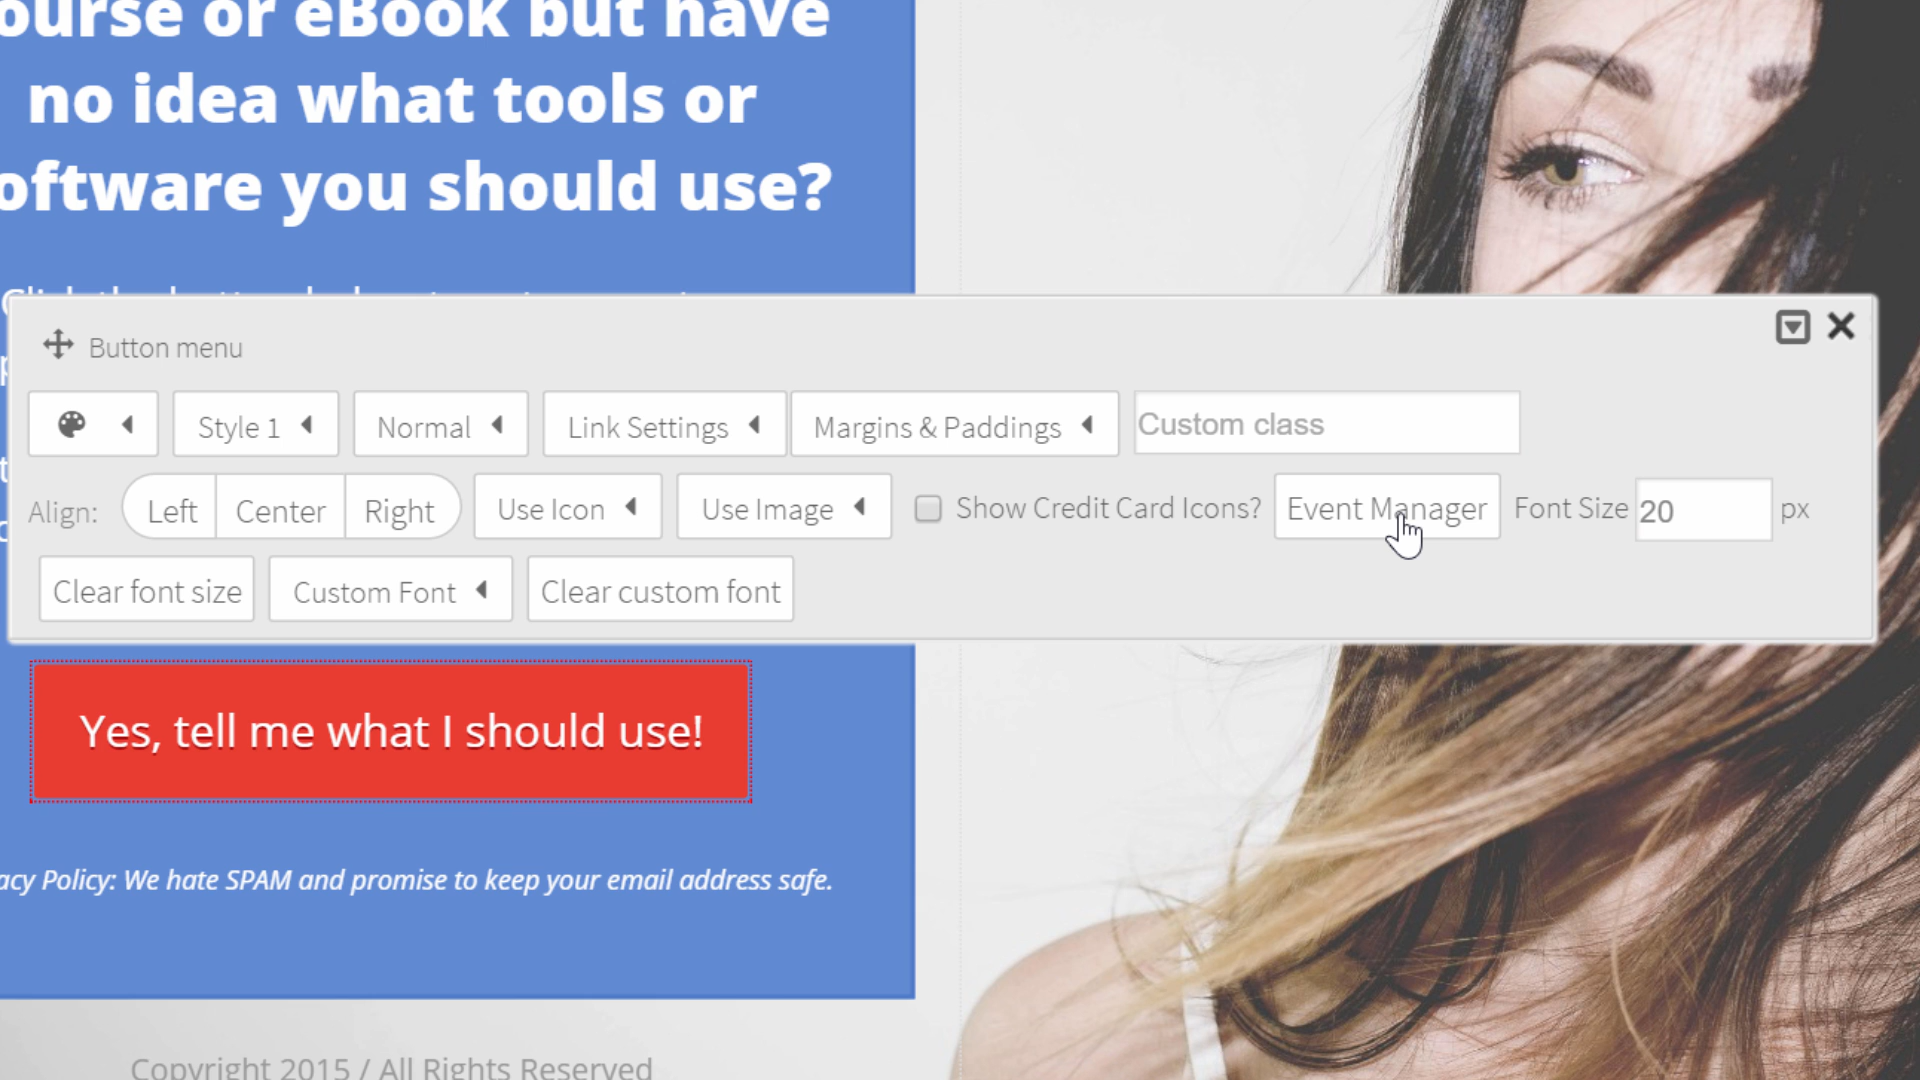 ourse or eBook but have
no idea what tools or
oftware you should use?
Button menu
Style 1 Normal Link Settings Margins & Paddings Custom class
Align: Left Center Right Use Icon Use Image Show Credit Card Icons? Event Manager Font Size 20 px
Clear font size Custom Font Clear custom font
Yes, tell me what I should use!
acy Policy: We hate SPAM and promise to keep your email address safe.
Copyright 2015 / All Rights Reserved